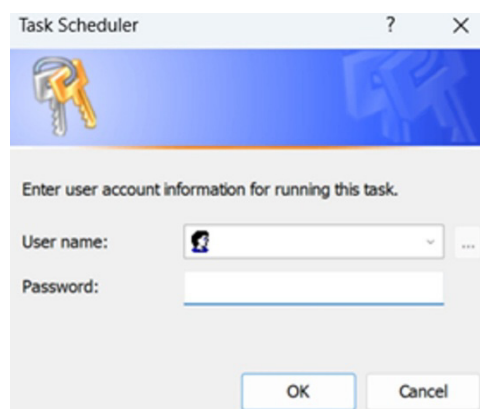 Task Scheduler ? ×
Enter user account information for running this task.
User name:
...
Password:
OK Cancel